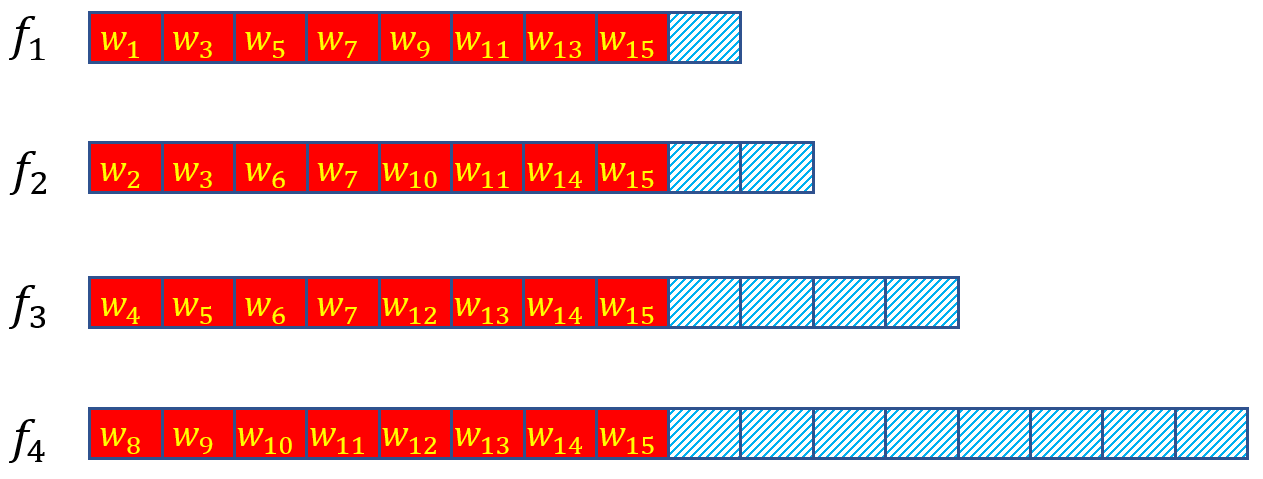 f₁ w₁ w₃ w₅ w₇ w₉ w₁₁ w₁₃ w₁₅
f₂ w₂ w₃ w₆ w₇ w₁₀ w₁₁ w₁₄ w₁₅
f₃ w₄ w₅ w₆ w₇ w₁₂ w₁₃ w₁₄ w₁₅
f₄ w₈ w₉ w₁₀ w₁₁ w₁₂ w₁₃ w₁₄ w₁₅